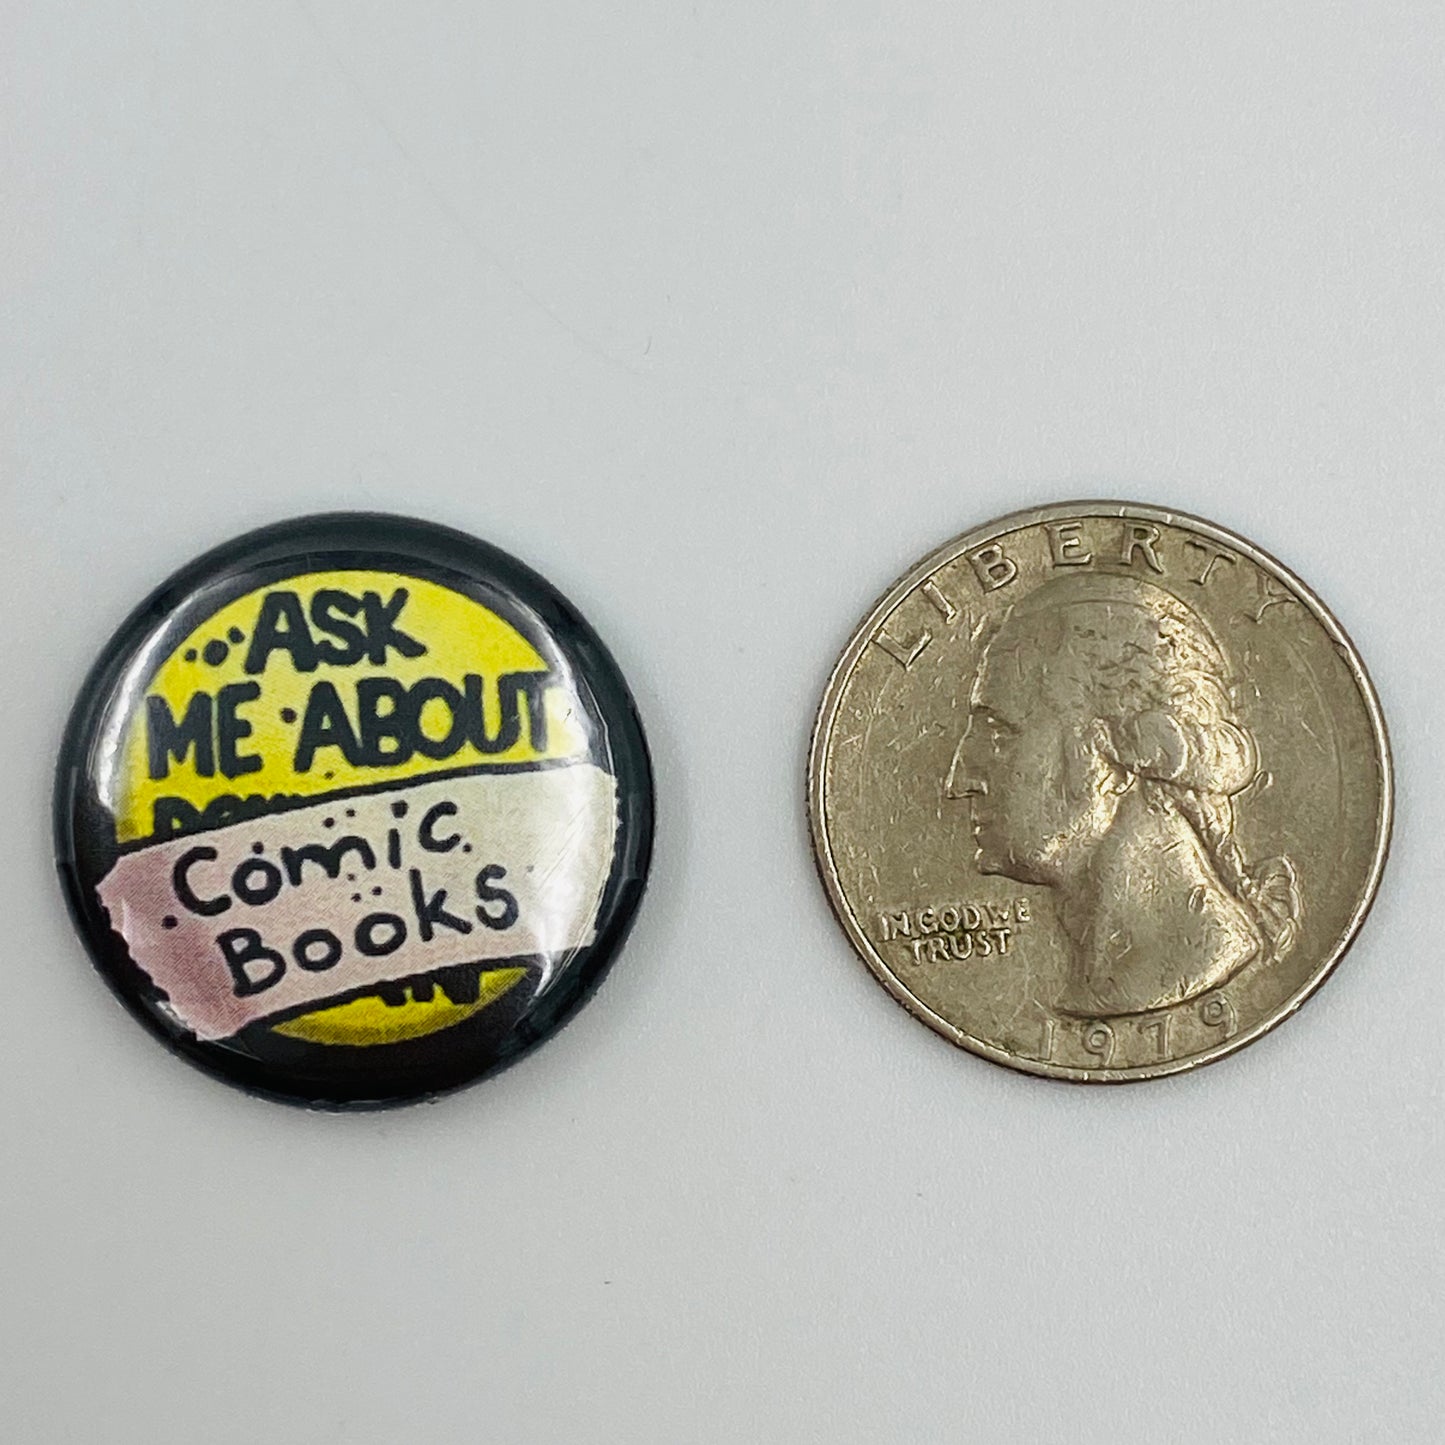 ...ASK
ME ABOUT
Comic
Books
LIBERTY
IN GOD WE
TRUST
1979